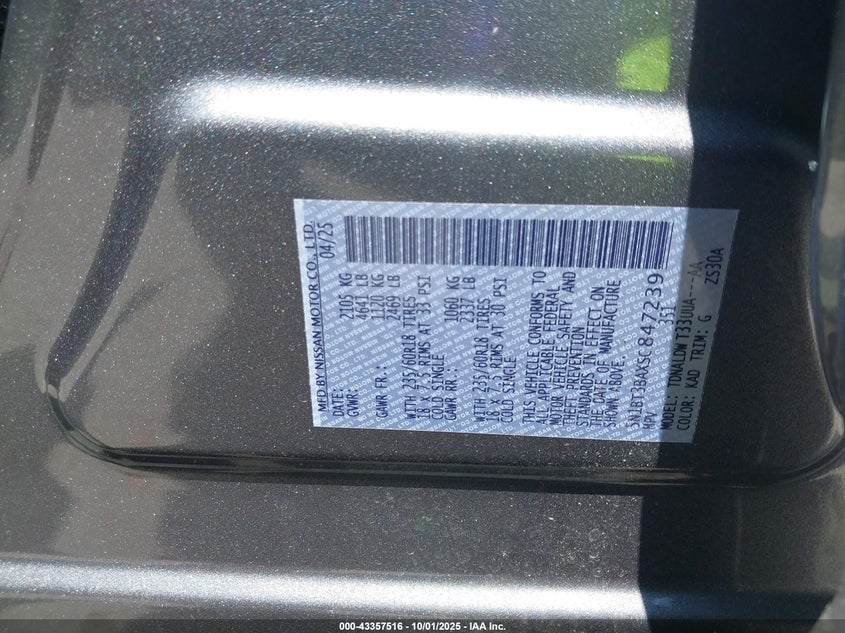 MFD BY NISSAN MOTOR CO., LTD.
DATE: 04/25
GVWR: 2105 KG
4641 LB
GAWR FR.: 1120 KG
2469 LB
WITH 235/60R18 TIRES
18 X 7.5 RIMS AT 33 PSI
COLD SINGLE
GAWR RR.: 1060 KG
2337 LB
WITH 235/60R18 TIRES
18 X 7.5 RIMS AT 30 PSI
COLD SINGLE
THIS VEHICLE CONFORMS TO
ALL APPLICABLE FEDERAL
MOTOR VEHICLE SAFETY AND
THEFT PREVENTION
STANDARDS IN EFFECT ON
THE DATE OF MANUFACTURE
SHOWN ABOVE.
5N1BT3BAXSC847239
MPV 351
MODEL: TDNALDWT33UUA---AA
COLOR: KAD TRIM: G ZS30A
000-43357516 - 10/01/2025 - IAA Inc.